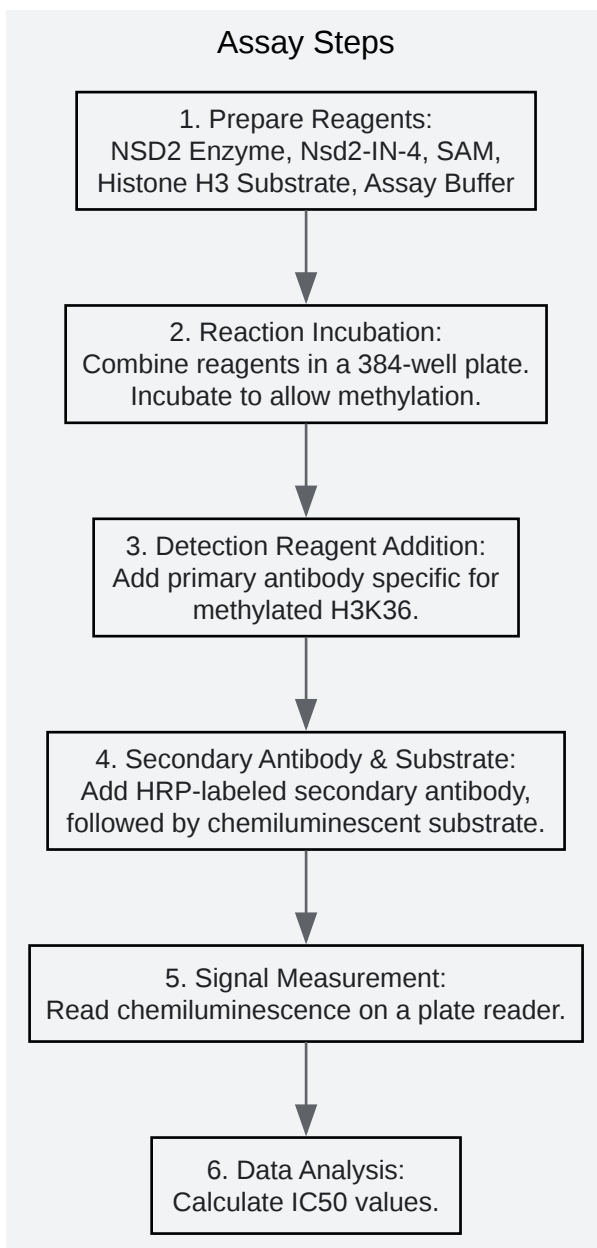 Assay Steps
1. Prepare Reagents:
NSD2 Enzyme, Nsd2-IN-4, SAM,
Histone H3 Substrate, Assay Buffer
2. Reaction Incubation:
Combine reagents in a 384-well plate.
Incubate to allow methylation.
3. Detection Reagent Addition:
Add primary antibody specific for
methylated H3K36.
4. Secondary Antibody & Substrate:
Add HRP-labeled secondary antibody,
followed by chemiluminescent substrate.
5. Signal Measurement:
Read chemiluminescence on a plate reader.
6. Data Analysis:
Calculate IC50 values.